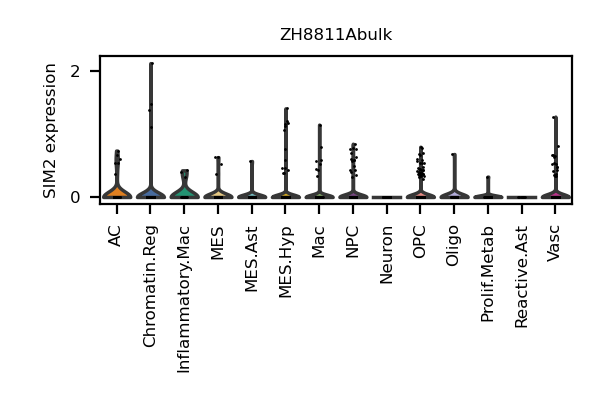 ZH8811Abulk
SIM2 expression
2
0
AC
Chromatin.Reg
Inflammatory.Mac
MES
MES.Ast
MES.Hyp
Mac
NPC
Neuron
OPC
Oligo
Prolif.Metab
Reactive.Ast
Vasc